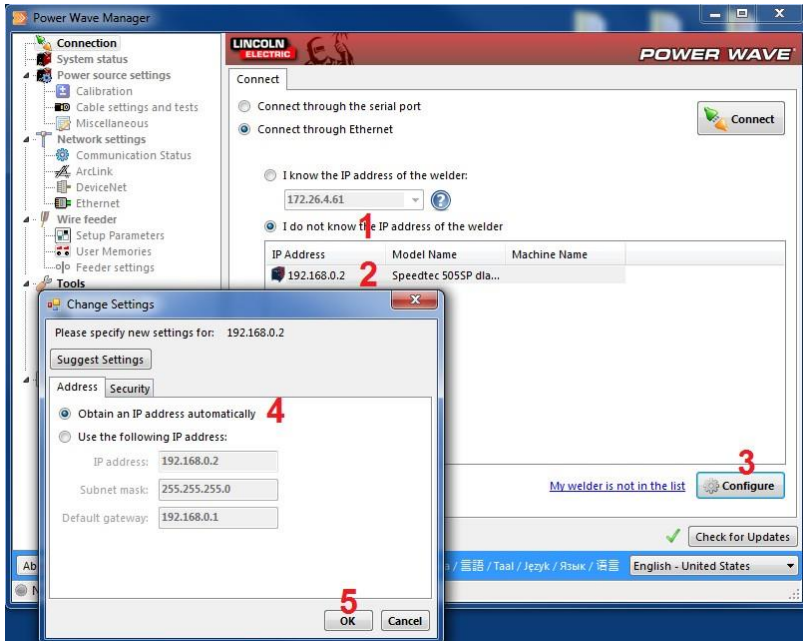 Power Wave Manager
Connection
System status
Power source settings
Calibration
Cable settings and tests
Miscellaneous
Network settings
Communication Status
ArcLink
DeviceNet
Ethernet
Wire feeder
Setup Parameters
User Memories
Feeder settings
Tools
LINCOLN
ELECTRIC
POWER WAVE
Connect
Connect through the serial port
Connect through Ethernet
Connect
I know the IP address of the welder:
172.26.4.61
1
I do not know the IP address of the welder
IP Address Model Name Machine Name
192.168.0.2 2 Speedtec 505SP dla...
Change Settings
Please specify new settings for: 192.168.0.2
Suggest Settings
Address Security
Obtain an IP address automatically 4
Use the following IP address:
IP address: 192.168.0.2
Subnet mask: 255.255.255.0
Default gateway: 192.168.0.1
5
OK Cancel
3
My welder is not in the list Configure
Check for Updates
Ab
/ 言語 / Taal / Język / Язык / 语言 English - United States
N